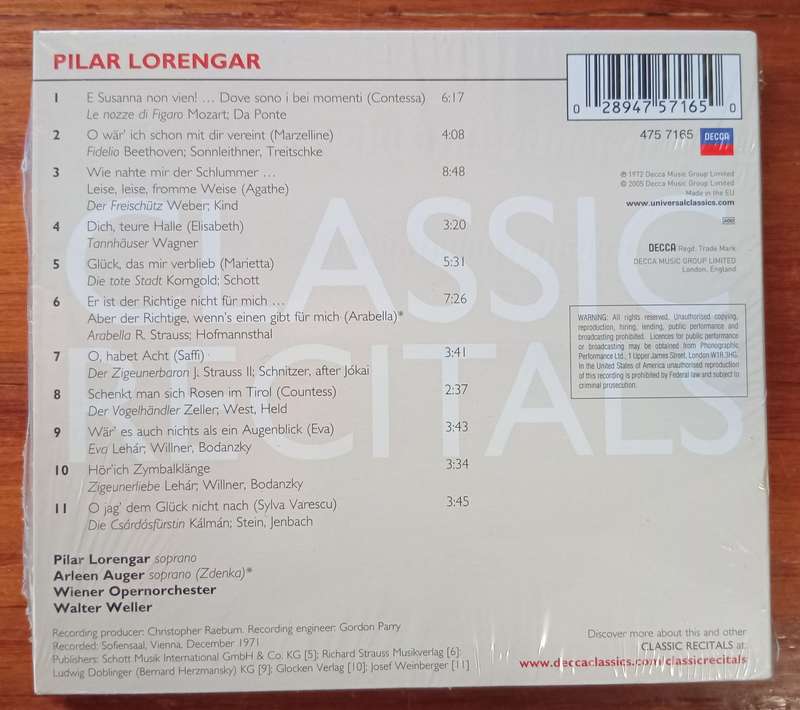 PILAR LORENGAR
1 E Susanna non vien! … Dove sono i bei momenti (Contessa) 6:17
Le nozze di Figaro Mozart; Da Ponte
2 O wär' ich schon mit dir vereint (Marzelline) 4:08
Fidelio Beethoven; Sonnleithner, Treitschke
3 Wie nahte mir der Schlummer … 8:48
Leise, leise, fromme Weise (Agathe)
Der Freischütz Weber; Kind
4 Dich, teure Halle (Elisabeth) 3:20
Tannhäuser Wagner
5 Glück, das mir verblieb (Marietta) 5:31
Die tote Stadt Korngold; Schott
6 Er ist der Richtige nicht für mich … 7:26
Aber der Richtige, wenn's einen gibt für mich (Arabella)*
Arabella R. Strauss; Hofmannsthal
7 O, habet Acht (Saffi) 3:41
Der Zigeunerbaron J. Strauss II; Schnitzer, after Jókai
8 Schenkt man sich Rosen im Tirol (Countess) 2:37
Der Vogelhändler Zeller; West, Held
9 Wär' es auch nichts als ein Augenblick (Eva) 3:43
Eva Lehár; Willner, Bodanzky
10 Hör'ich Zymbalklänge 3:34
Zigeunerliebe Lehár; Willner, Bodanzky
11 O jag' dem Glück nicht nach (Sylva Varescu) 3:45
Die Csárdásfürstin Kálmán; Stein, Jenbach
Pilar Lorengar soprano
Arleen Auger soprano (Zdenka)*
Wiener Opernorchester
Walter Weller
Recording producer: Christopher Raeburn. Recording engineer: Gordon Parry
Recorded: Sofiensaal, Vienna, December 1971
Publishers: Schott Musik International GmbH & Co. KG [5]; Richard Strauss Musikverlag [6];
Ludwig Doblinger (Bernard Herzmansky) KG [9]; Glocken Verlag [10]; Josef Weinberger [11]
0 28947 57165 0
475 7165
DECCA
℗ 1972 Decca Music Group Limited
© 2005 Decca Music Group Limited
Made in the EU
www.universalclassics.com
DECCA Regd. Trade Mark
DECCA MUSIC GROUP LIMITED
London, England
WARNING: All rights reserved. Unauthorised copying,
reproduction, hiring, lending, public performance and
broadcasting prohibited. Licences for public performance
or broadcasting may be obtained from Phonographic
Performance Ltd., 1 Upper James Street, London W1R 3HG.
In the United States of America unauthorised reproduction
of this recording is prohibited by Federal law and subject to
criminal prosecution.
CLASSIC
RECITALS
Discover more about this and other
CLASSIC RECITALS at:
www.deccaclassics.com/classicrecitals